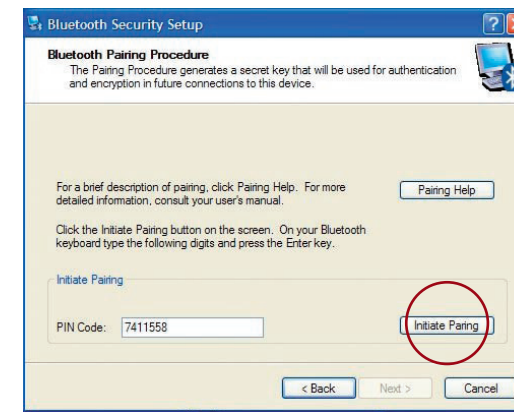 Bluetooth Security Setup
Bluetooth Pairing Procedure
The Pairing Procedure generates a secret key that will be used for authentication
and encryption in future connections to this device.
For a brief description of pairing, click Pairing Help. For more
detailed information, consult your user's manual.
Pairing Help
Click the Initiate Pairing button on the screen. On your Bluetooth
keyboard type the following digits and press the Enter key.
Initiate Pairing
PIN Code: 7411558
Initiate Paring
< Back Next > Cancel